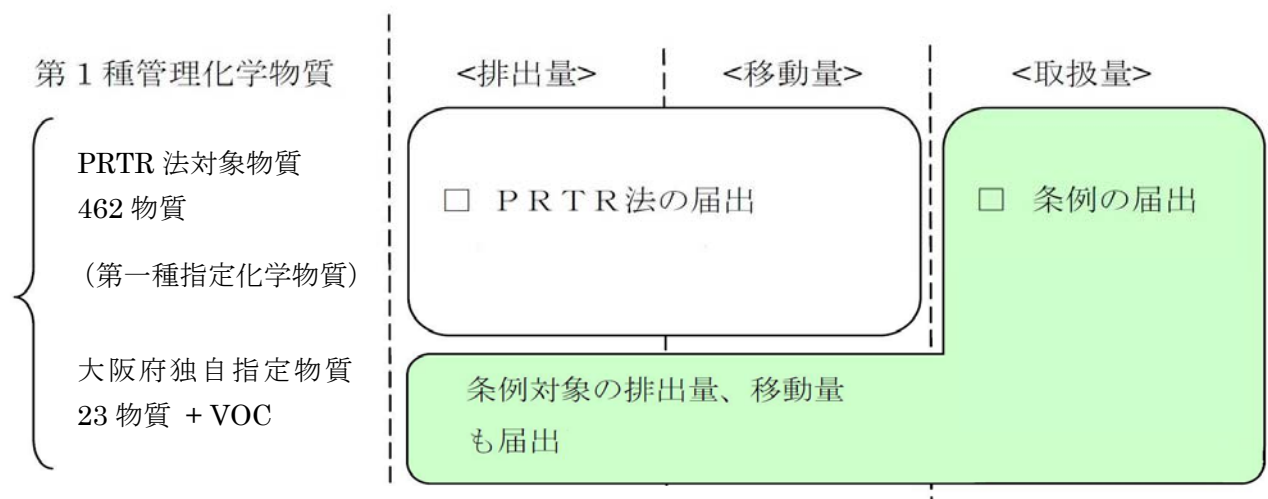 第１種管理化学物質
<排出量>
<移動量>
<取扱量>
PRTR 法対象物質
462 物質
（第一種指定化学物質）
□ ＰＲＴＲ法の届出
□ 条例の届出
大阪府独自指定物質
23 物質 + VOC
条例対象の排出量、移動量
も届出